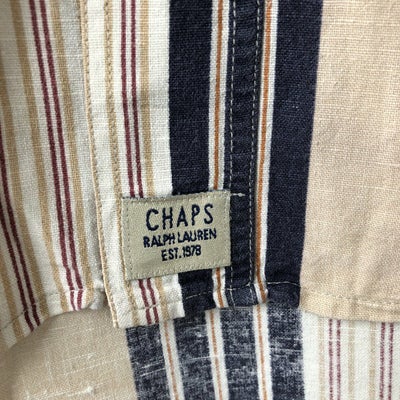 CHAPS
RALPH LAUREN
EST. 1978